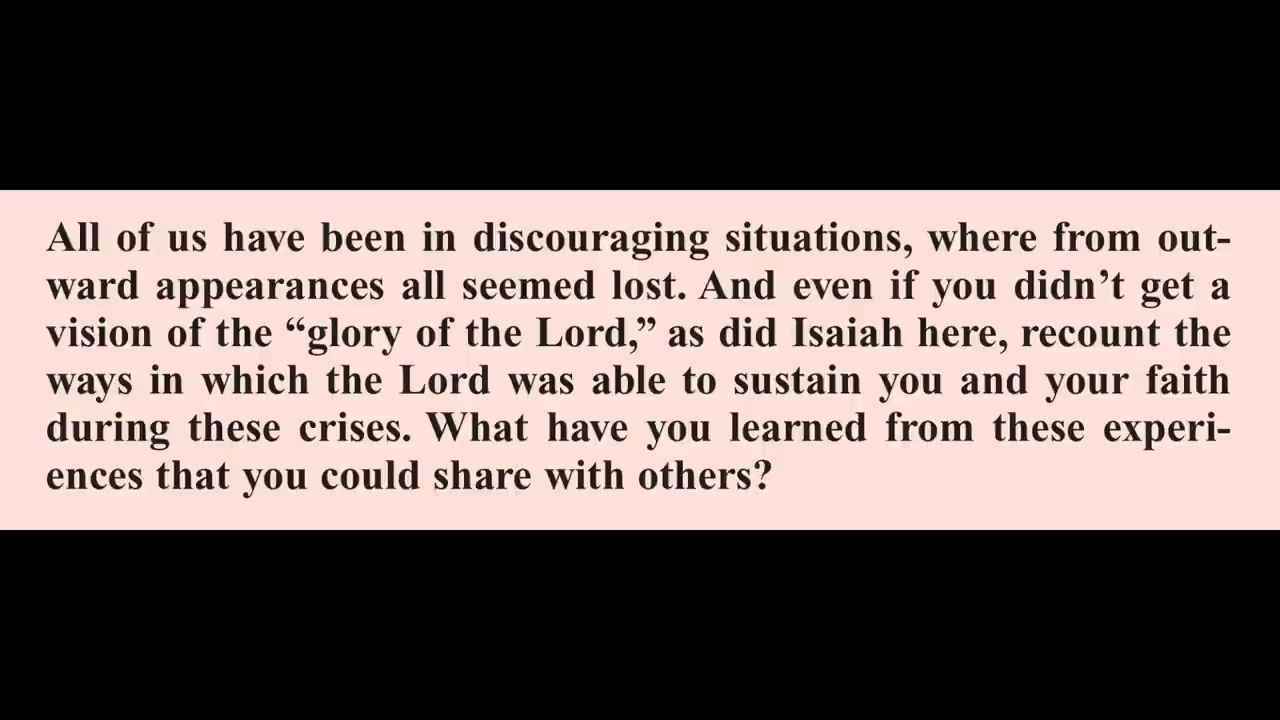 All of us have been in discouraging situations, where from out-
ward appearances all seemed lost. And even if you didn’t get a
vision of the “glory of the Lord,” as did Isaiah here, recount the
ways in which the Lord was able to sustain you and your faith
during these crises. What have you learned from these experi-
ences that you could share with others?